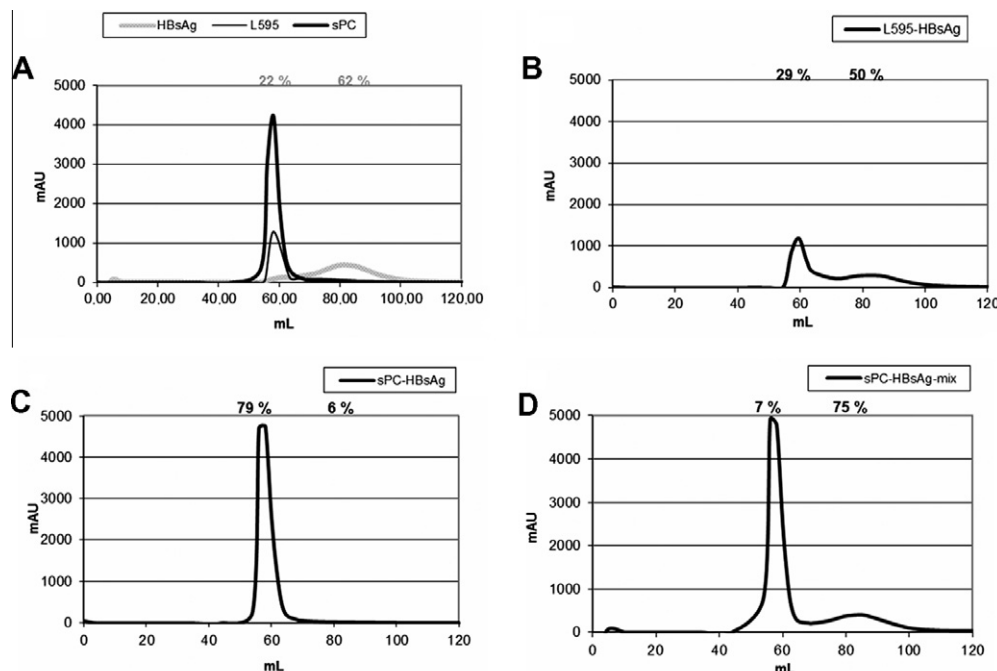 HBsAg L595 sPC
A
22 % 62 %
5000
4000
3000
2000
1000
0
mAU
0,00 20,00 40,00 60,00 80,00 100,00 120,00
mL
L595-HBsAg
B
29 % 50 %
5000
4000
3000
2000
1000
0
mAU
0 20 40 60 80 100 120
mL
sPC-HBsAg
C
79 % 6 %
5000
4000
3000
2000
1000
0
mAU
0 20 40 60 80 100 120
mL
sPC-HBsAg-mix
D
7 % 75 %
5000
4000
3000
2000
1000
0
mAU
0 20 40 60 80 100 120
mL